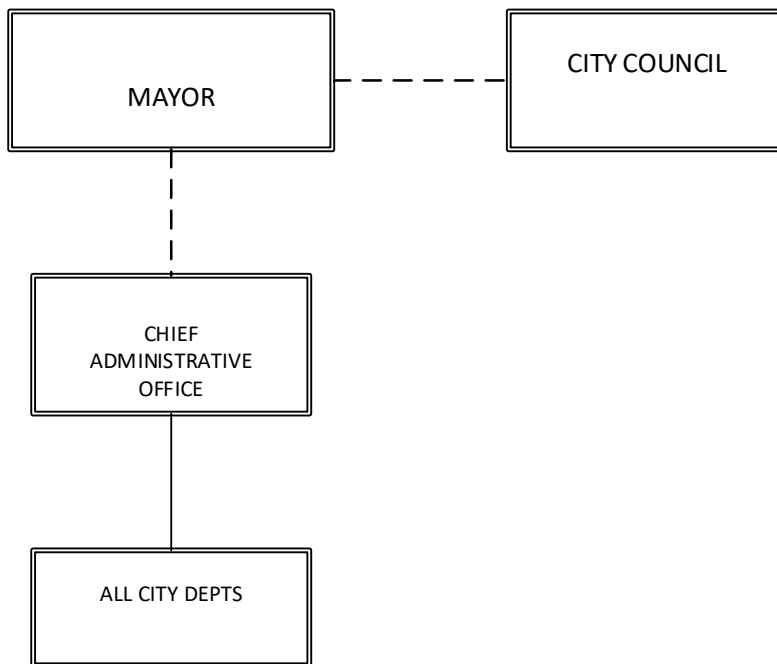 MAYOR
CITY COUNCIL
CHIEF
ADMINISTRATIVE
OFFICE
ALL CITY DEPTS